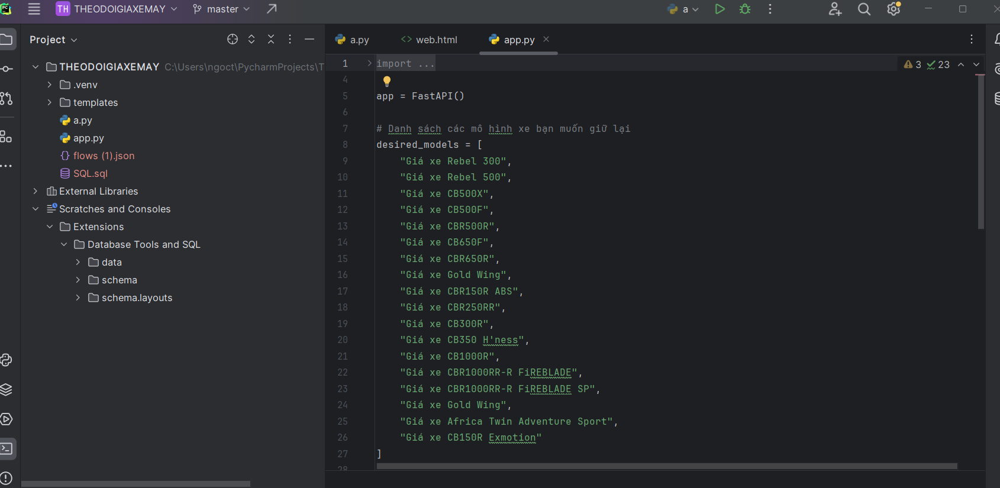 PC
TH THEODOIGIAXEMAY
master
a
Project
a.py
web.html
app.py
THEODOIGIAXEMAY C:\Users\ngoct\PycharmProjects\T
.venv
templates
a.py
app.py
flows (1).json
SQL.sql
External Libraries
Scratches and Consoles
Extensions
Database Tools and SQL
data
schema
schema.layouts
3 23
1 import ...
4
5 app = FastAPI()
6
7 # Danh sách các mô hình xe bạn muốn giữ lại
8 desired_models = [
9 "Giá xe Rebel 300",
10 "Giá xe Rebel 500",
11 "Giá xe CB500X",
12 "Giá xe CB500F",
13 "Giá xe CBR500R",
14 "Giá xe CB650F",
15 "Giá xe CBR650R",
16 "Giá xe Gold Wing",
17 "Giá xe CBR150R ABS",
18 "Giá xe CBR250RR",
19 "Giá xe CB300R",
20 "Giá xe CB350 H'ness",
21 "Giá xe CB1000R",
22 "Giá xe CBR1000RR-R FiREBLADE",
23 "Giá xe CBR1000RR-R FiREBLADE SP",
24 "Giá xe Gold Wing",
25 "Giá xe Africa Twin Adventure Sport",
26 "Giá xe CB150R Exmotion"
27 ]
28